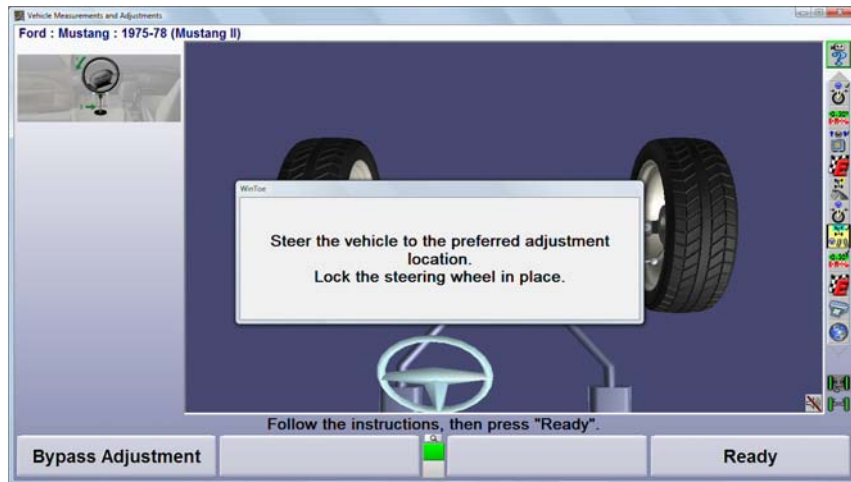 Vehicle Measurements and Adjustments
Ford : Mustang : 1975-78 (Mustang II)
WinToe
Steer the vehicle to the preferred adjustment
location.
Lock the steering wheel in place.
Follow the instructions, then press "Ready".
Bypass Adjustment
Ready